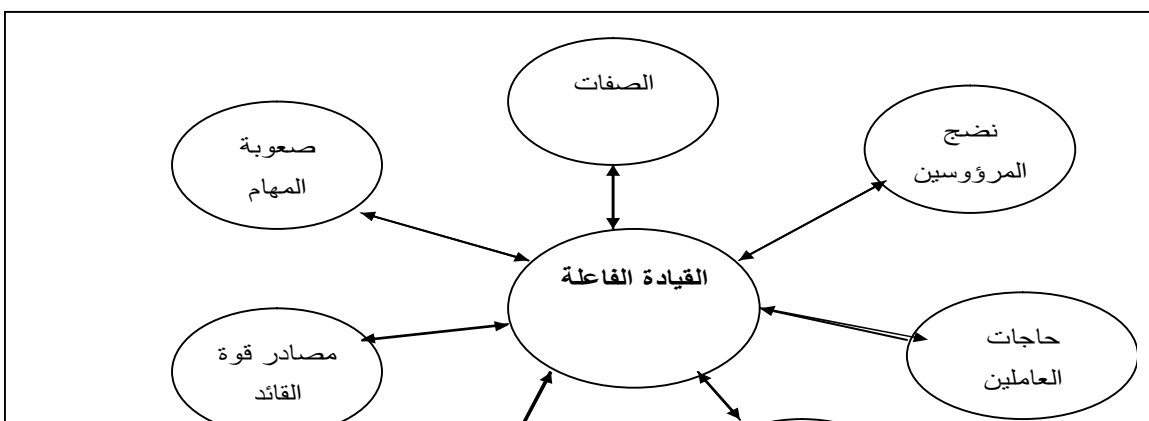 الصفات
نضج
المرؤوسين
صعوبة
المهام
القيادة الفاعلة
حاجات
العاملين
مصادر قوة
القائد